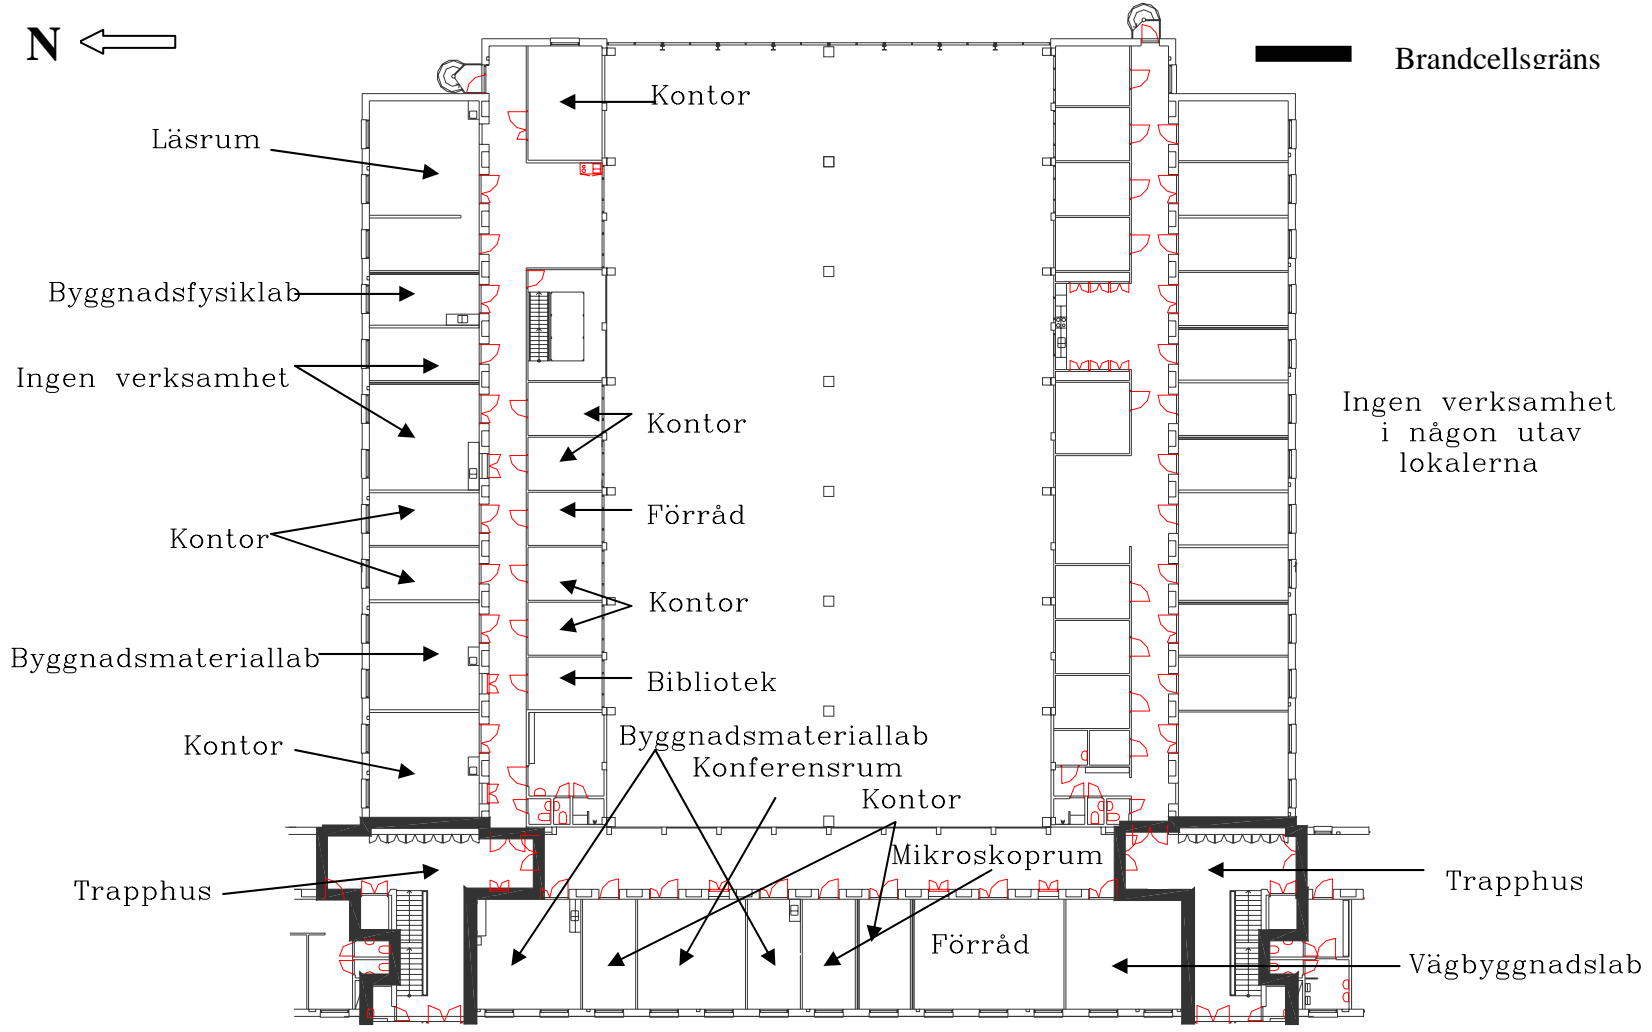 N
Brandcellsgräns
Kontor
Läsrum
Byggnadsfysiklab
Ingen verksamhet
Kontor
Ingen verksamhet
i någon utav
lokalerna
Förråd
Kontor
Kontor
Byggnadsmateriallab
Bibliotek
Kontor
Byggnadsmateriallab
Konferensrum
Kontor
Mikroskoprum
Trapphus
Trapphus
Förråd
Vägbyggnadslab